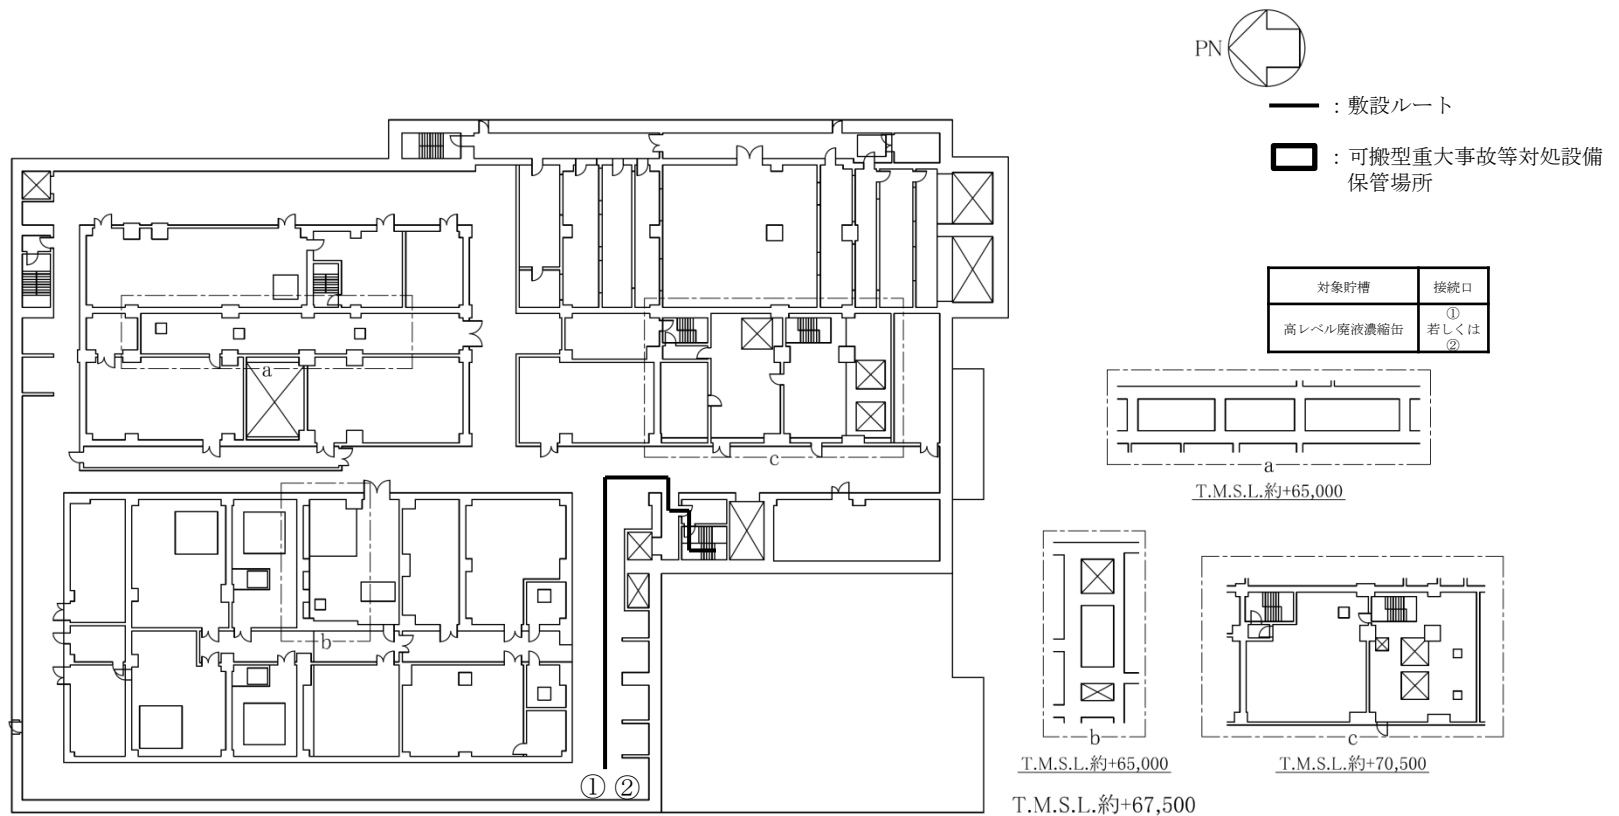 PN
：敷設ルート
：可搬型重大事故等対処設備
保管場所
対象貯槽
接続口
高レベル廃液濃縮缶
①
若しくは
②
a
c
b
① ②
a
T.M.S.L.約+65,000
b
T.M.S.L.約+65,000
c
T.M.S.L.約+70,500
T.M.S.L.約+67,500